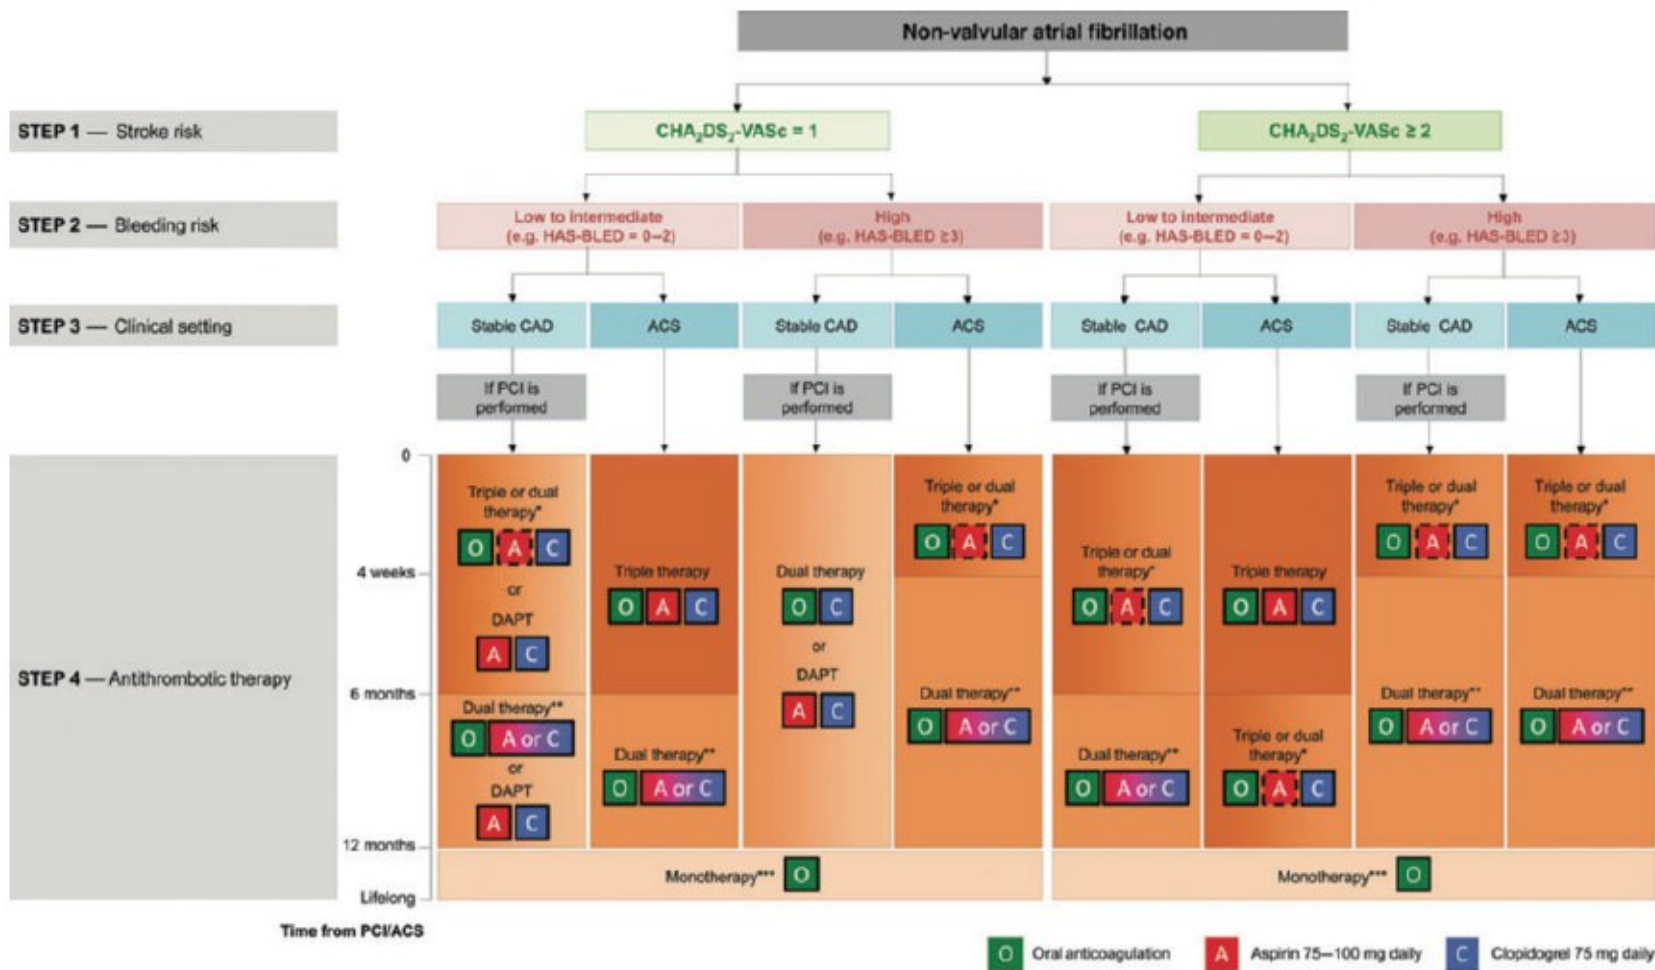 Non-valvular atrial fibrillation
STEP 1 — Stroke risk
CHA₂DS₂-VASc = 1
CHA₂DS₂-VASc ≥ 2
STEP 2 — Bleeding risk
Low to intermediate
(e.g. HAS-BLED = 0–2)
High
(e.g. HAS-BLED ≥3)
Low to intermediate
(e.g. HAS-BLED = 0–2)
High
(e.g. HAS-BLED ≥3)
STEP 3 — Clinical setting
Stable CAD
ACS
Stable CAD
ACS
Stable CAD
ACS
Stable CAD
ACS
If PCI is
performed
If PCI is
performed
If PCI is
performed
If PCI is
performed
STEP 4 — Antithrombotic therapy
0
4 weeks
6 months
12 months
Lifelong
Time from PCI/ACS
Triple or dual
therapy*
O A C
or
DAPT
A C
Dual therapy**
O A or C
or
DAPT
A C
Triple therapy
O A C
Dual therapy**
O A or C
Dual therapy
O C
or
DAPT
A C
Triple or dual
therapy*
O A C
Dual therapy**
O A or C
Monotherapy*** O
Triple or dual
therapy*
O A C
Dual therapy**
O A or C
Triple therapy
O A C
Triple or dual
therapy*
O A C
Triple or dual
therapy*
O A C
Dual therapy**
O A or C
Triple or dual
therapy*
O A C
Dual therapy**
O A or C
Monotherapy*** O
O Oral anticoagulation
A Aspirin 75–100 mg daily
C Clopidogrel 75 mg daily